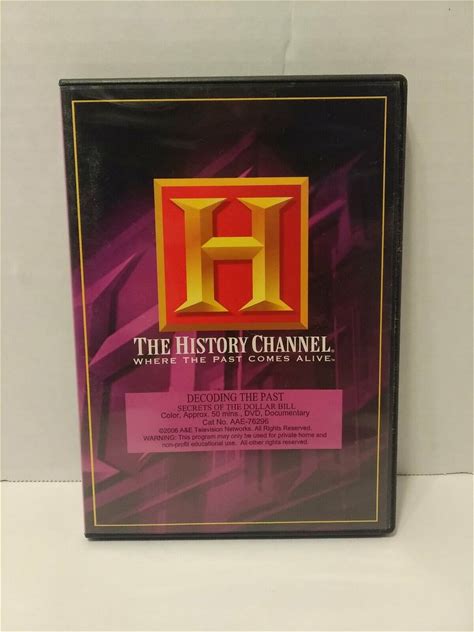 H
THE HISTORY CHANNEL™
WHERE THE PAST COMES ALIVE™
DECODING THE PAST
SECRETS OF THE DOLLAR BILL
Color, Approx. 50 mins., DVD, Documentary
Cat No. AAE-76296
©2006 A&E Television Networks. All Rights Reserved.
WARNING: This program may only be used for private home and
non-profit educational use. All other rights reserved.